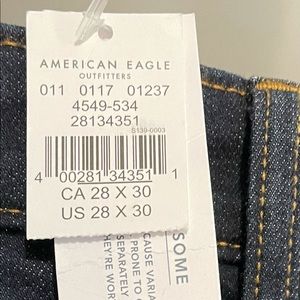 AMERICAN EAGLE
OUTFITTERS
011 0117 01237
4549-534
28134351
B130-0003
4 00281 34351 1
CA 28 X 30
US 28 X 30
SOME
CAUSE VARIA
PRONE TO
SEPARATELY
HEY'RE WOR